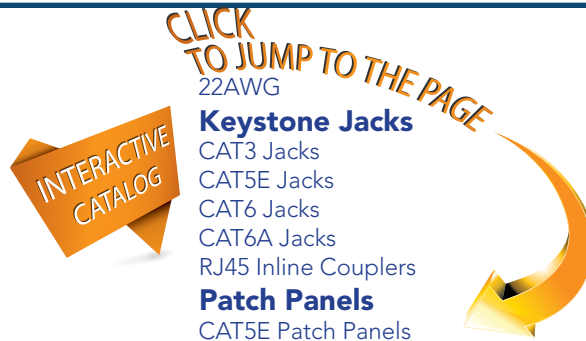 CLICK
TO JUMP TO THE PAGE
22AWG
Keystone Jacks
CAT3 Jacks
CAT5E Jacks
CAT6 Jacks
CAT6A Jacks
RJ45 Inline Couplers
Patch Panels
CAT5E Patch Panels
INTERACTIVE
CATALOG